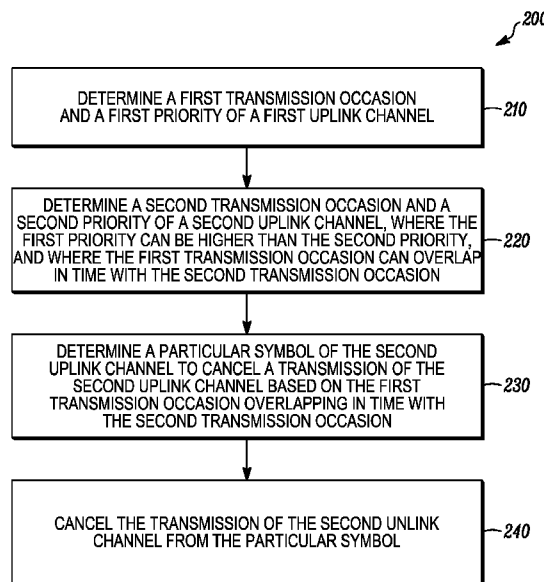 200
DETERMINE A FIRST TRANSMISSION OCCASION
AND A FIRST PRIORITY OF A FIRST UPLINK CHANNEL
210
DETERMINE A SECOND TRANSMISSION OCCASION AND A
SECOND PRIORITY OF A SECOND UPLINK CHANNEL, WHERE THE
FIRST PRIORITY CAN BE HIGHER THAN THE SECOND PRIORITY,
AND WHERE THE FIRST TRANSMISSION OCCASION CAN OVERLAP
IN TIME WITH THE SECOND TRANSMISSION OCCASION
220
DETERMINE A PARTICULAR SYMBOL OF THE SECOND
UPLINK CHANNEL TO CANCEL A TRANSMISSION OF THE
SECOND UPLINK CHANNEL BASED ON THE FIRST
TRANSMISSION OCCASION OVERLAPPING IN TIME WITH
THE SECOND TRANSMISSION OCCASION
230
CANCEL THE TRANSMISSION OF THE SECOND UNLINK
CHANNEL FROM THE PARTICULAR SYMBOL
240